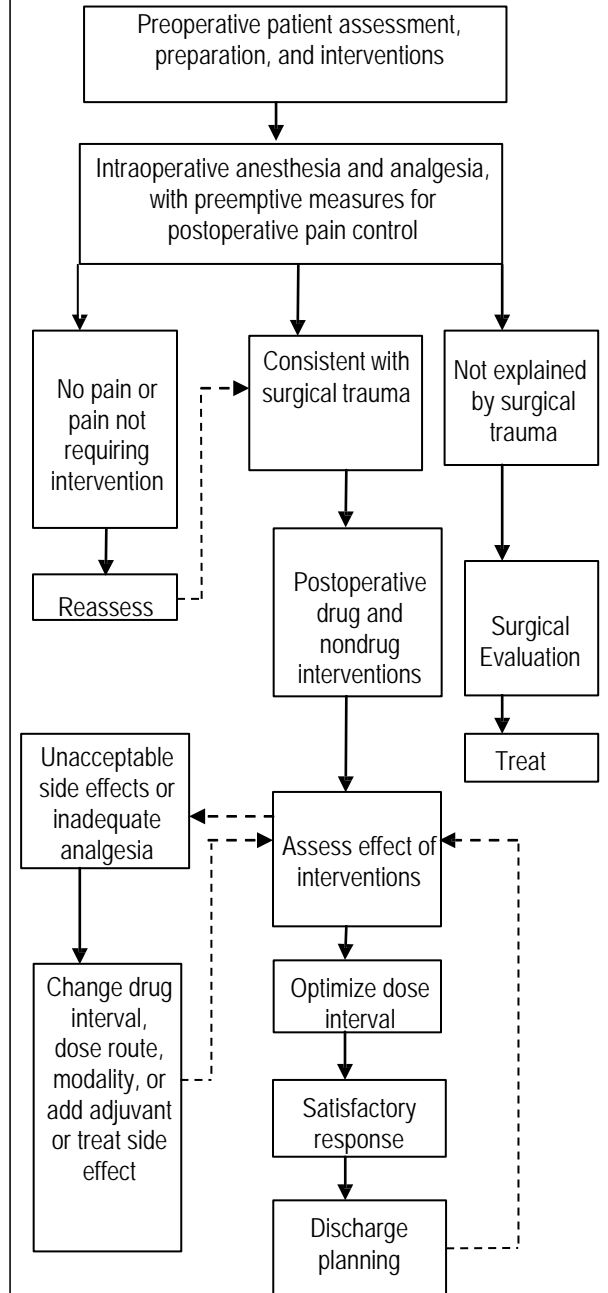 Preoperative patient assessment,
preparation, and interventions
Intraoperative anesthesia and analgesia,
with preemptive measures for
postoperative pain control
No pain or
pain not
requiring
intervention
Consistent with
surgical trauma
Not explained
by surgical
trauma
Reassess
Postoperative
drug and
nondrug
interventions
Surgical
Evaluation
Treat
Unacceptable
side effects or
inadequate
analgesia
Assess effect of
interventions
Change drug
interval,
dose route,
modality, or
add adjuvant
or treat side
effect
Optimize dose
interval
Satisfactory
response
Discharge
planning